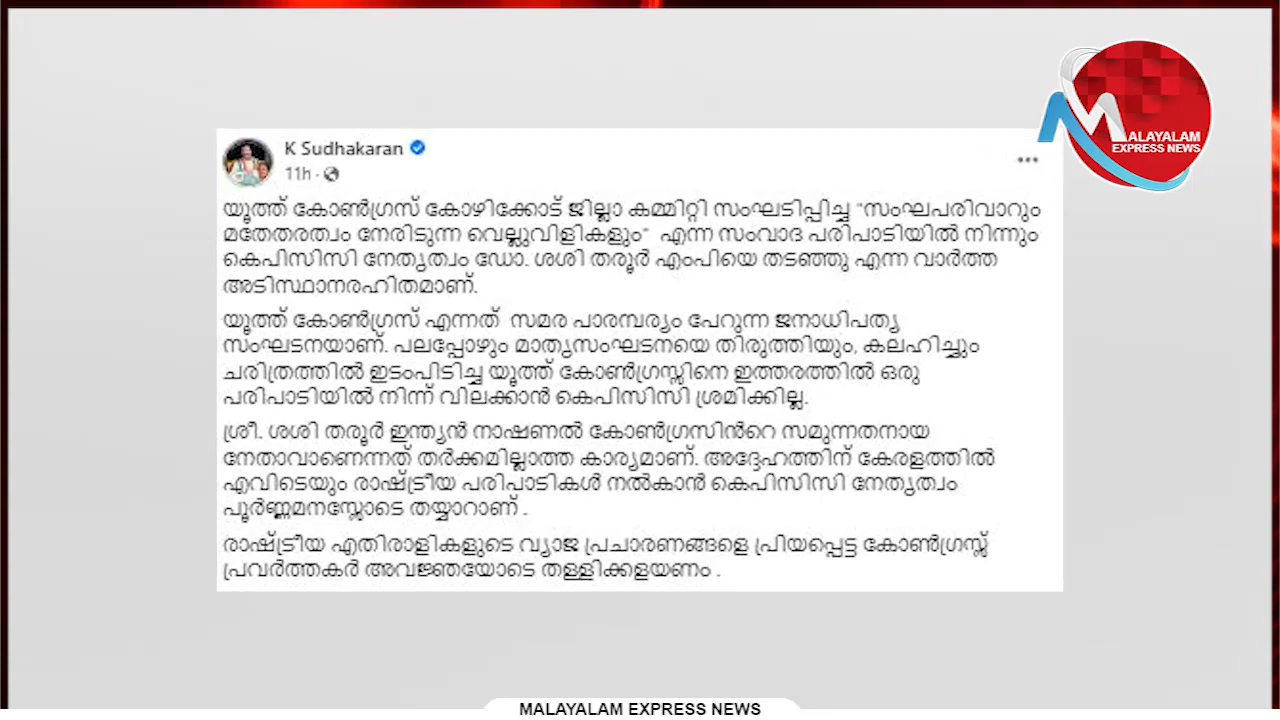 K Sudhakaran
11h ·
യൂത്ത് കോൺഗ്രസ് കോഴിക്കോട് ജില്ലാ കമ്മിറ്റി സംഘടിപ്പിച്ച "സംഘപരിവാറും
മതേതരത്വം നേരിടുന്ന വെല്ലുവിളികളും" എന്ന സംവാദ പരിപാടിയിൽ നിന്നും
കെപിസിസി നേതൃത്വം ഡോ. ശശി തരൂർ എംപിയെ തടഞ്ഞു എന്ന വാർത്ത
അടിസ്ഥാനരഹിതമാണ്.
യൂത്ത് കോൺഗ്രസ് എന്നത് സമര പാരമ്പര്യം പേറുന്ന ജനാധിപത്യ
സംഘടനയാണ്. പലപ്പോഴും മാതൃസംഘടനയെ തിരുത്തിയും, കലഹിച്ചും
ചരിത്രത്തിൽ ഇടംപിടിച്ച യൂത്ത് കോൺഗ്രസ്സിനെ ഇത്തരത്തിൽ ഒരു
പരിപാടിയിൽ നിന്ന് വിലക്കാൻ കെപിസിസി ശ്രമിക്കില്ല.
ശ്രീ. ശശി തരൂർ ഇന്ത്യൻ നാഷണൽ കോൺഗ്രസിൻറെ സമുന്നതനായ
നേതാവാണെന്നത് തർക്കമില്ലാത്ത കാര്യമാണ്. അദ്ദേഹത്തിന് കേരളത്തിൽ
എവിടെയും രാഷ്ട്രീയ പരിപാടികൾ നൽകാൻ കെപിസിസി നേതൃത്വം
പൂർണ്ണമനസ്സോടെ തയ്യാറാണ് .
രാഷ്ട്രീയ എതിരാളികളുടെ വ്യാജ പ്രചാരണങ്ങളെ പ്രിയപ്പെട്ട കോൺഗ്രസ്സ്
പ്രവർത്തകർ അവജ്ഞയോടെ തള്ളിക്കളയണം .
MALAYALAM
EXPRESS NEWS
MALAYALAM EXPRESS NEWS